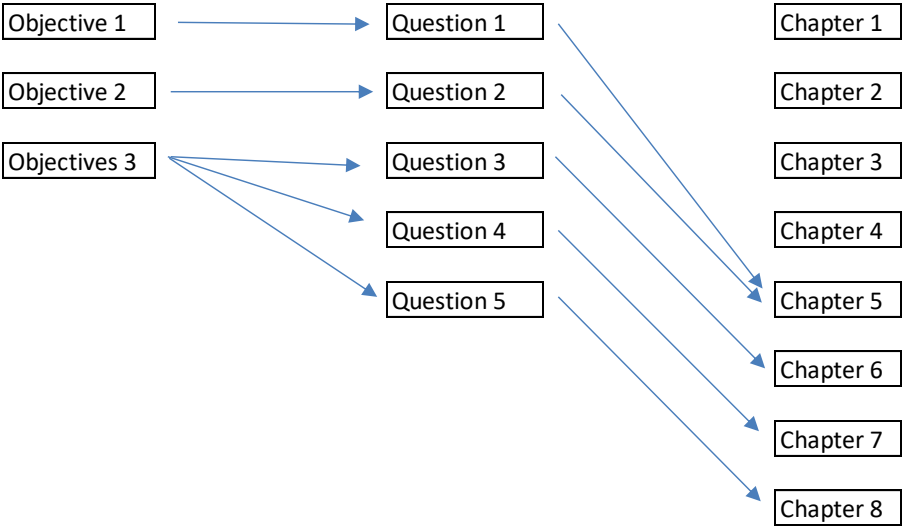 Objective 1
Question 1
Chapter 1
Objective 2
Question 2
Chapter 2
Objectives 3
Question 3
Chapter 3
Question 4
Chapter 4
Question 5
Chapter 5
Chapter 6
Chapter 7
Chapter 8